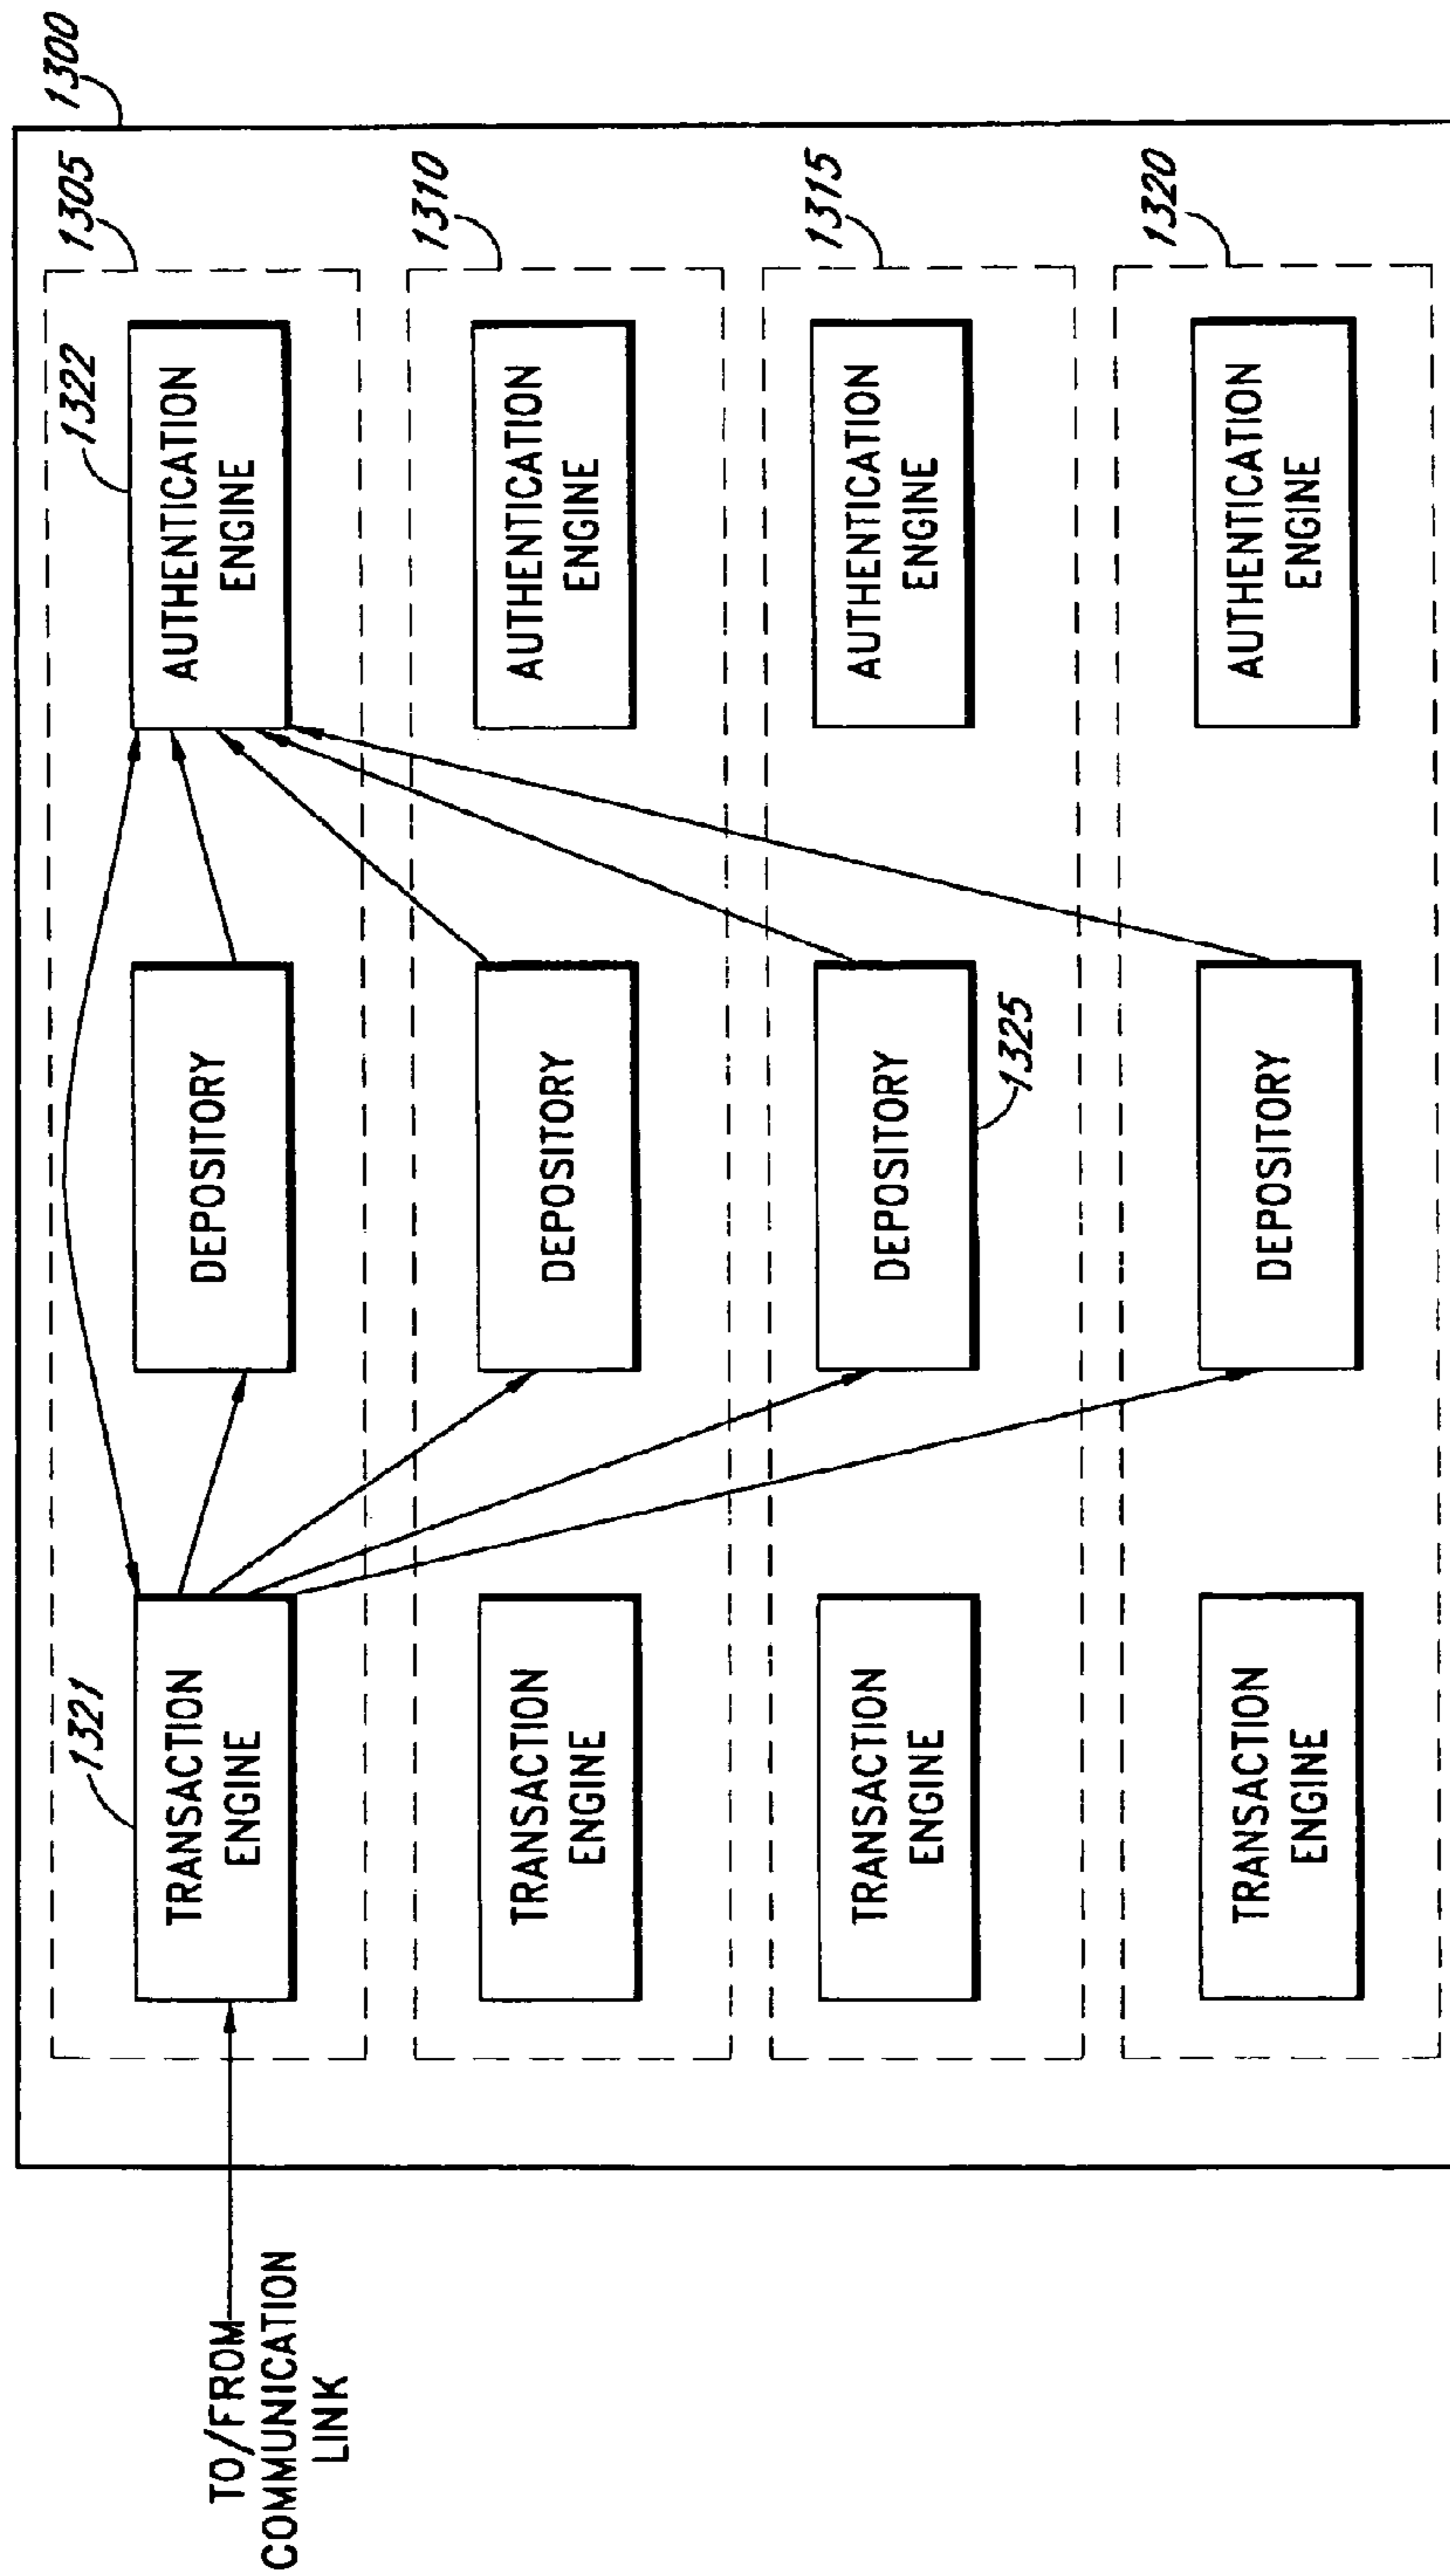 1300
1305
1321
1322
TRANSACTION
ENGINE
DEPOSITORY
AUTHENTICATION
ENGINE
TO/FROM
COMMUNICATION
LINK
1310
TRANSACTION
ENGINE
DEPOSITORY
AUTHENTICATION
ENGINE
1315
TRANSACTION
ENGINE
DEPOSITORY
AUTHENTICATION
ENGINE
1325
1320
TRANSACTION
ENGINE
DEPOSITORY
AUTHENTICATION
ENGINE